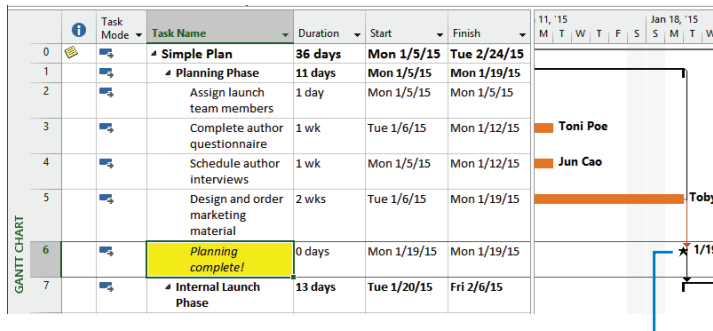 11, '15 Jan 18, '15
Task Mode Task Name Duration Start Finish M T W T F S S M T W
0 Simple Plan 36 days Mon 1/5/15 Tue 2/24/15
1 Planning Phase 11 days Mon 1/5/15 Mon 1/19/15
2 Assign launch 1 day Mon 1/5/15 Mon 1/5/15
team members
3 Complete author 1 wk Tue 1/6/15 Mon 1/12/15 Toni Poe
questionnaire
4 Schedule author 1 wk Mon 1/5/15 Mon 1/12/15 Jun Cao
interviews
5 Design and order 2 wks Tue 1/6/15 Mon 1/19/15 Toby
marketing
material
6 Planning 0 days Mon 1/19/15 Mon 1/19/15 1/19
complete!
7 Internal Launch 13 days Tue 1/20/15 Fri 2/6/15
Phase
GANTT CHART